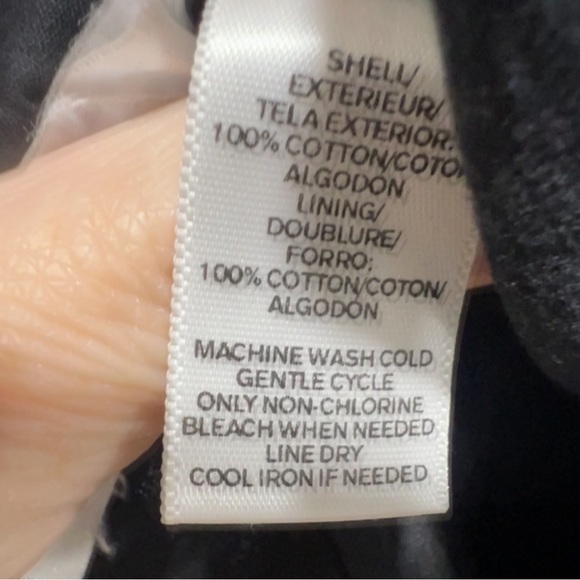 SHELL/
EXTERIEUR/
TELA EXTERIOR:
100% COTTON/COTO
ALGODON
LINING/
DOUBLURE/
FORRO:
100% COTTON/COTON/
ALGODON
MACHINE WASH COLD
GENTLE CYCLE
ONLY NON-CHLORINE
BLEACH WHEN NEEDED
LINE DRY
COOL IRON IF NEEDED